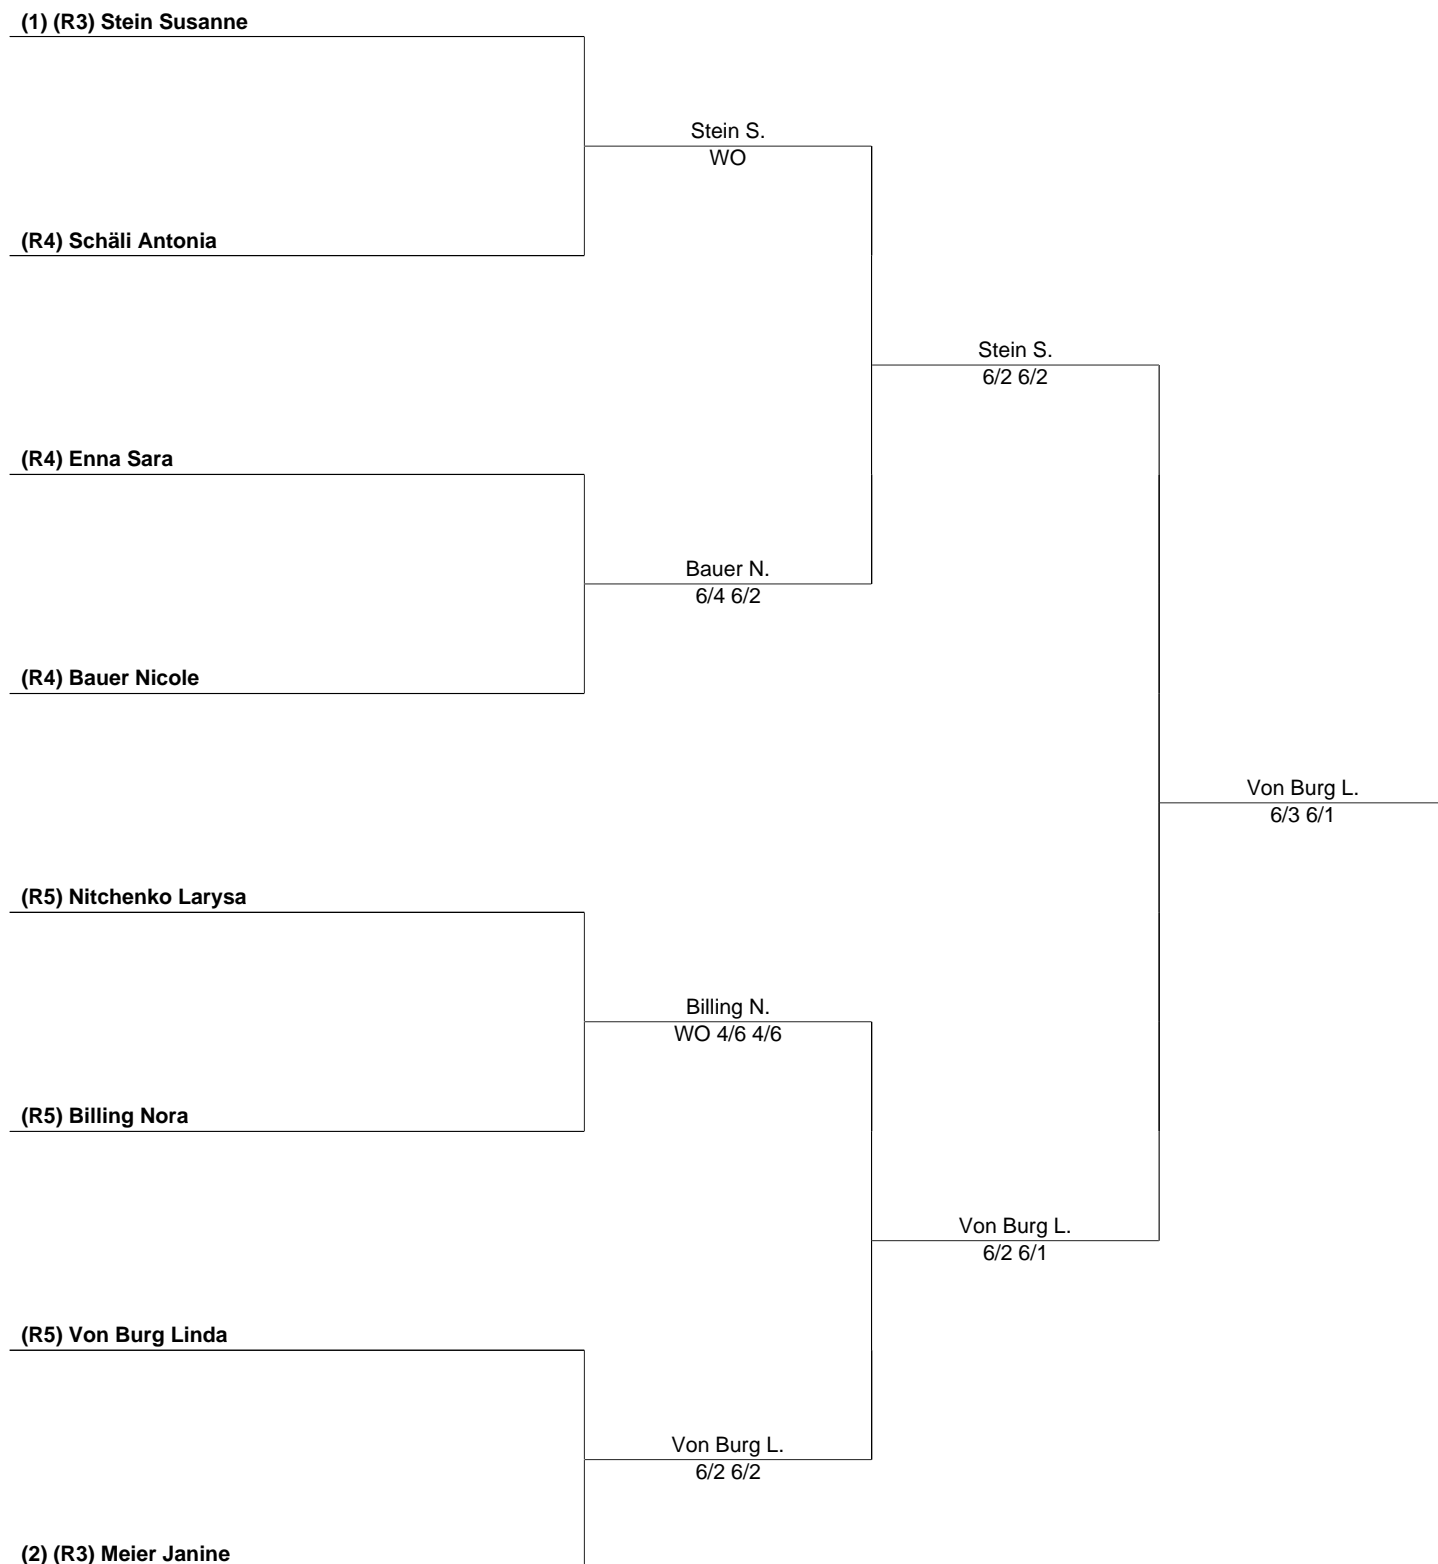 (1) (R3) Stein Susanne
Stein S.
WO
(R4) Schäli Antonia
Stein S.
6/2 6/2
(R4) Enna Sara
Bauer N.
6/4 6/2
(R4) Bauer Nicole
Von Burg L.
6/3 6/1
(R5) Nitchenko Larysa
Billing N.
WO 4/6 4/6
(R5) Billing Nora
Von Burg L.
6/2 6/1
(R5) Von Burg Linda
Von Burg L.
6/2 6/2
(2) (R3) Meier Janine